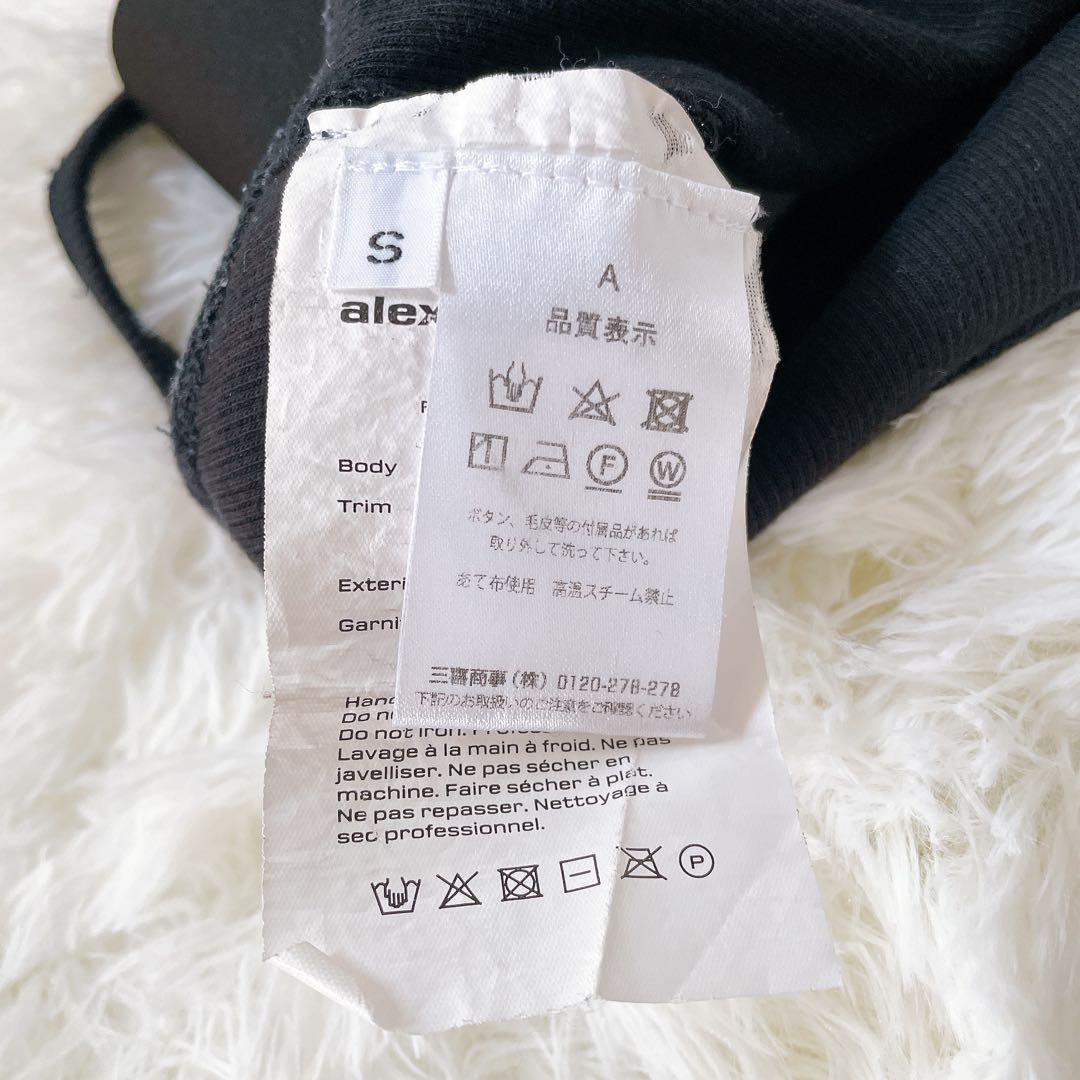 S
alex
A
品質表示
F W
ボタン、毛皮等の付属品があれば
取り外して洗って下さい。
あて布使用 高温スチーム禁止
三喜商事(株) 0120-278-278
下記のお取扱いのご注意をご確認ください
Body
Trim
Exteri
Garni
Do not iron.
Lavage à la main à froid. Ne pas
javelliser. Ne pas sécher en
machine. Faire sécher à plat.
Ne pas repasser. Nettoyage à
sec professionnel.
P